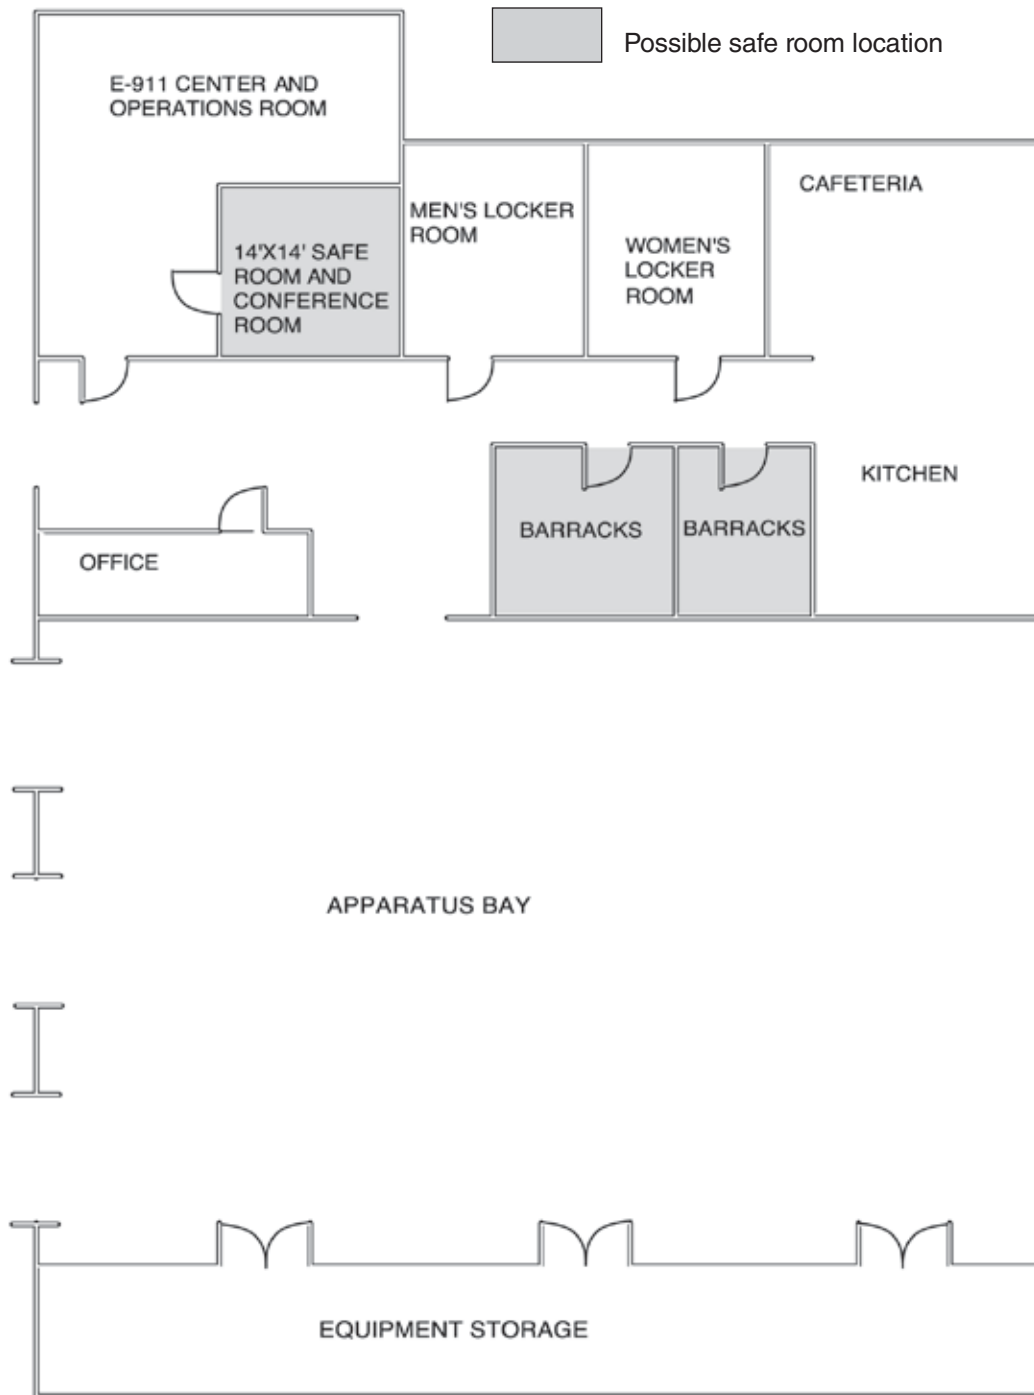 Possible safe room location
E-911 CENTER AND
OPERATIONS ROOM
14'X14' SAFE
ROOM AND
CONFERENCE
ROOM
MEN'S LOCKER
ROOM
WOMEN'S
LOCKER
ROOM
CAFETERIA
KITCHEN
BARRACKS
BARRACKS
OFFICE
APPARATUS BAY
EQUIPMENT STORAGE